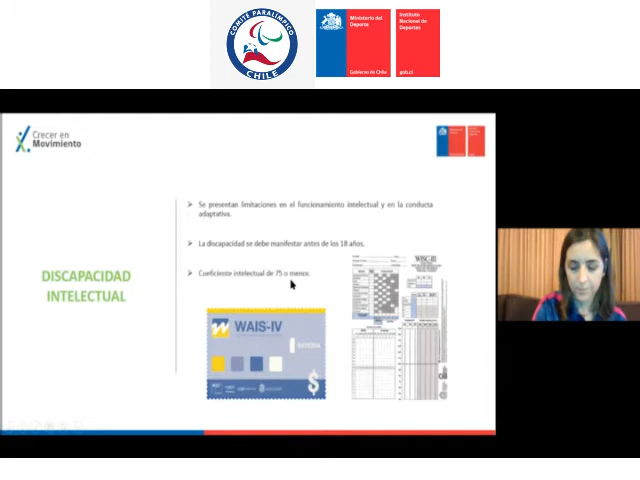 COMITÉ PARALÍMPICO
CHILE
Ministerio del
Deporte
Gobierno de Chile
Instituto
Nacional de
Deportes
gob.cl
Crecer en
Movimiento
DISCAPACIDAD
INTELECTUAL
➤ Se presentan limitaciones en el funcionamiento intelectual y en la conducta
adaptativa.
➤ La discapacidad se debe manifestar antes de los 18 años.
➤ Coeficiente intelectual de 75 o menor.
WAIS-IV
$
WISC-III